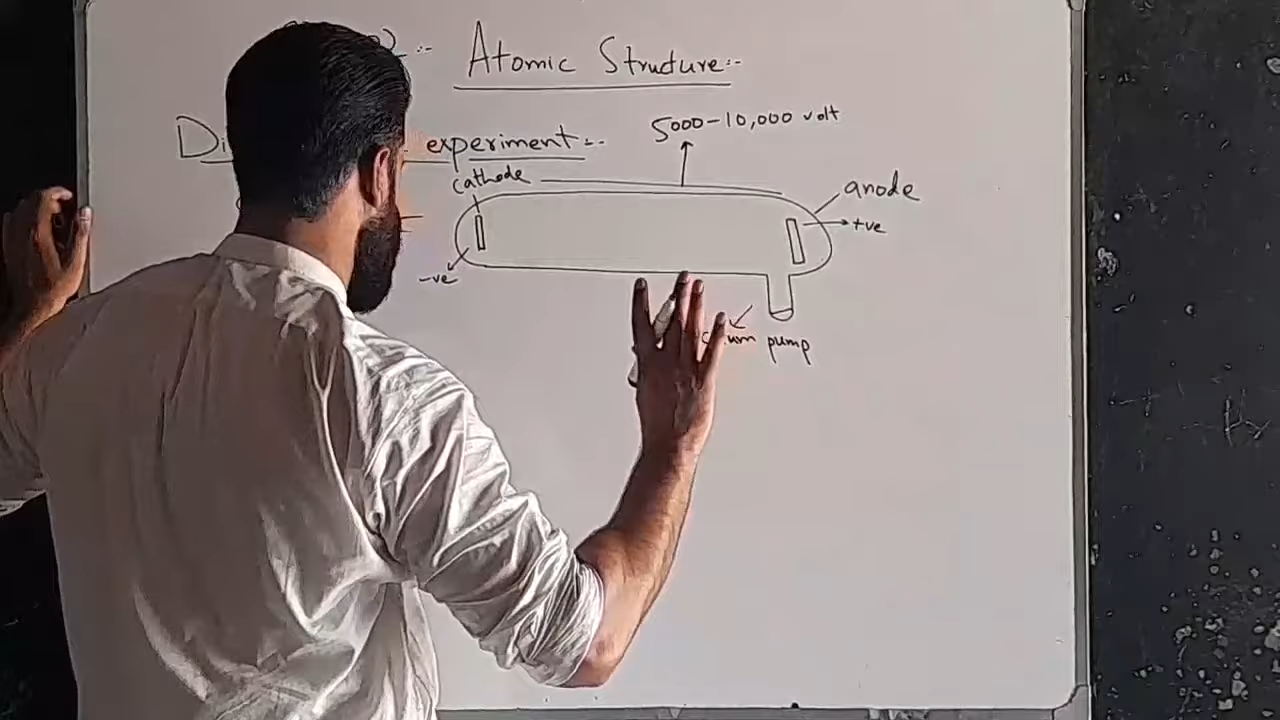 Atomic Structure:-
5000-10,000 volt
experiment:-
cathode
anode
+ve
-ve
pump